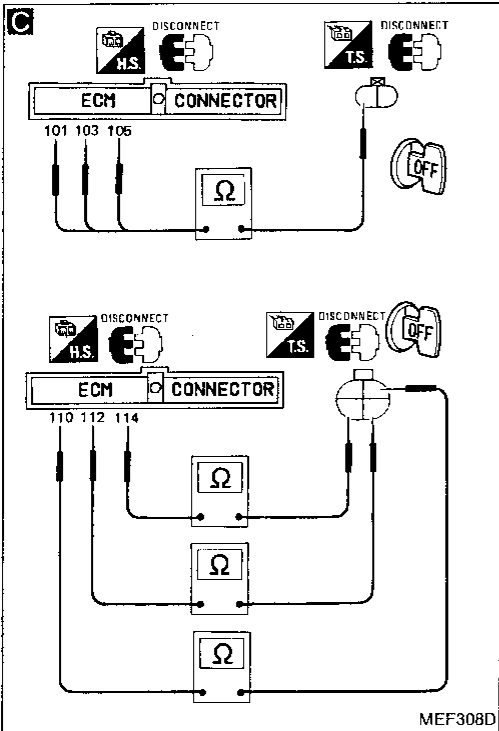 C
DISCONNECT
H.S.
DISCONNECT
T.S.
ECM CONNECTOR
101 103 105
Ω
OFF
DISCONNECT
H.S.
DISCONNECT
T.S.
OFF
ECM CONNECTOR
110 112 114
Ω
Ω
Ω
MEF308D